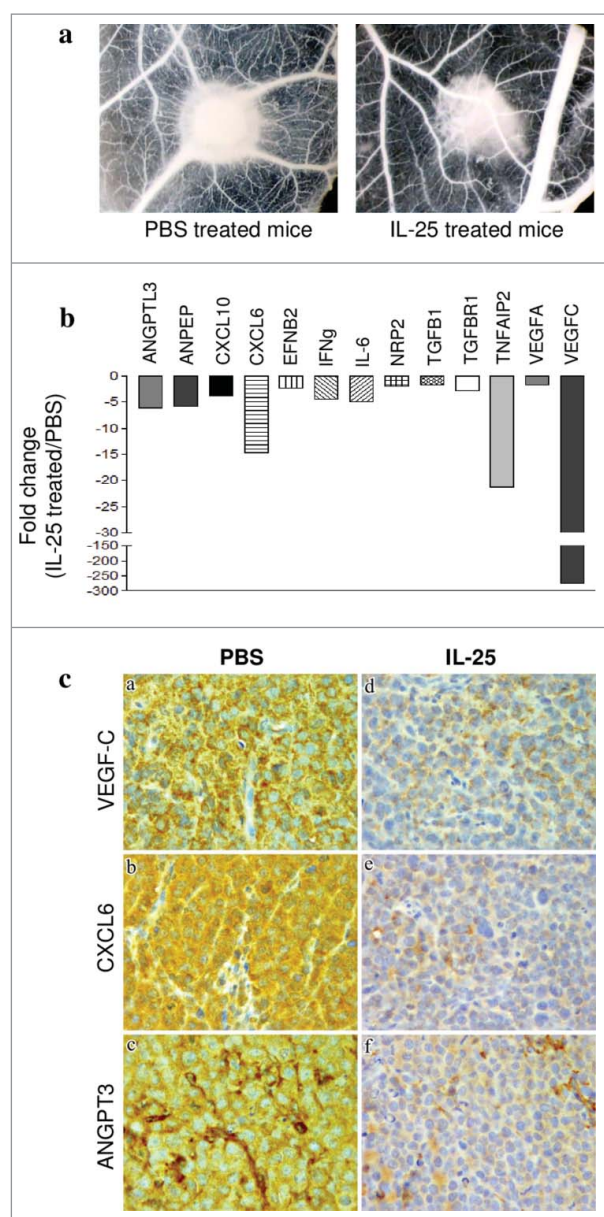 a
PBS treated mice
IL-25 treated mice
b
ANGPTL3
ANPEP
CXCL10
CXCL6
EFNB2
IFNg
IL-6
NRP2
TGFB1
TGFBR1
TNFAIP2
VEGFA
VEGFC
Fold change
(IL-25 treated/PBS)
0
-5
-10
-15
-20
-25
-30
-150
-200
-250
-300
c
PBS
IL-25
VEGF-C
a
d
CXCL6
b
e
ANGPT3
c
f